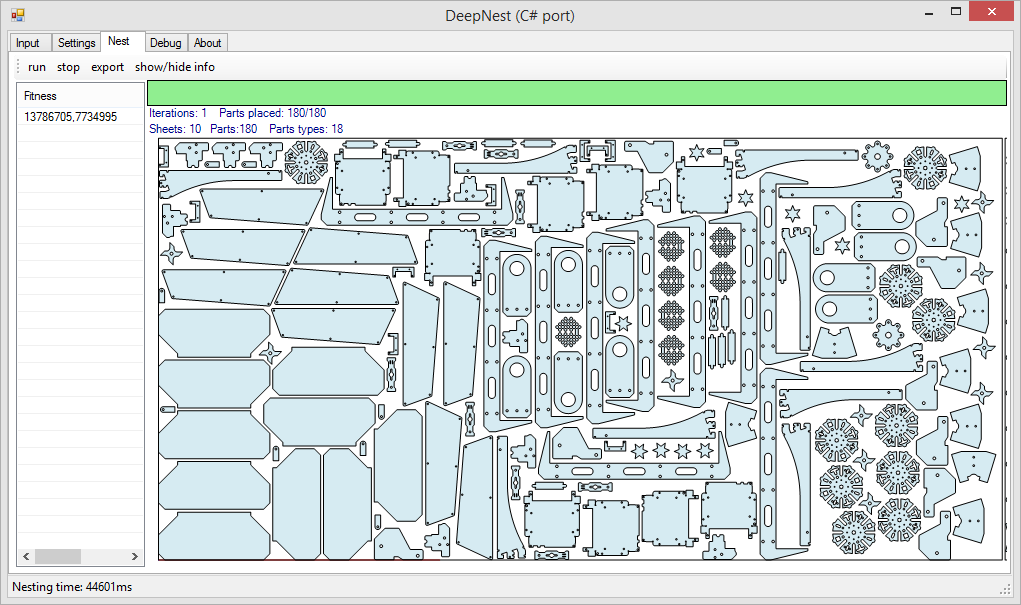 DeepNest (C# port)
Input Settings Nest Debug About
run stop export show/hide info
Fitness
13786705,7734995
Iterations: 1 Parts placed: 180/180
Sheets: 10 Parts:180 Parts types: 18
Nesting time: 44601ms